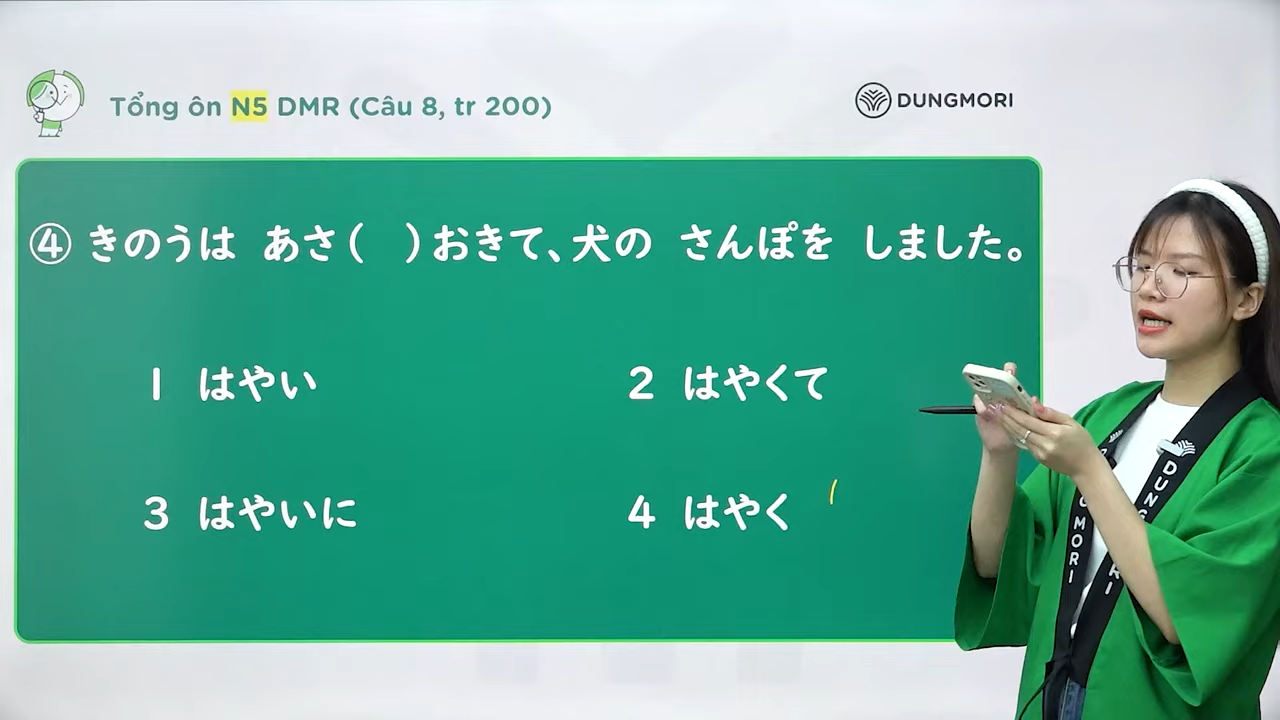 Tổng ôn N5 DMR (Câu 8, tr 200)
DUNGMORI
④ きのうは あさ( )おきて、犬の さんぽを しました。
1 はやい
2 はやくて
3 はやいに
4 はやく